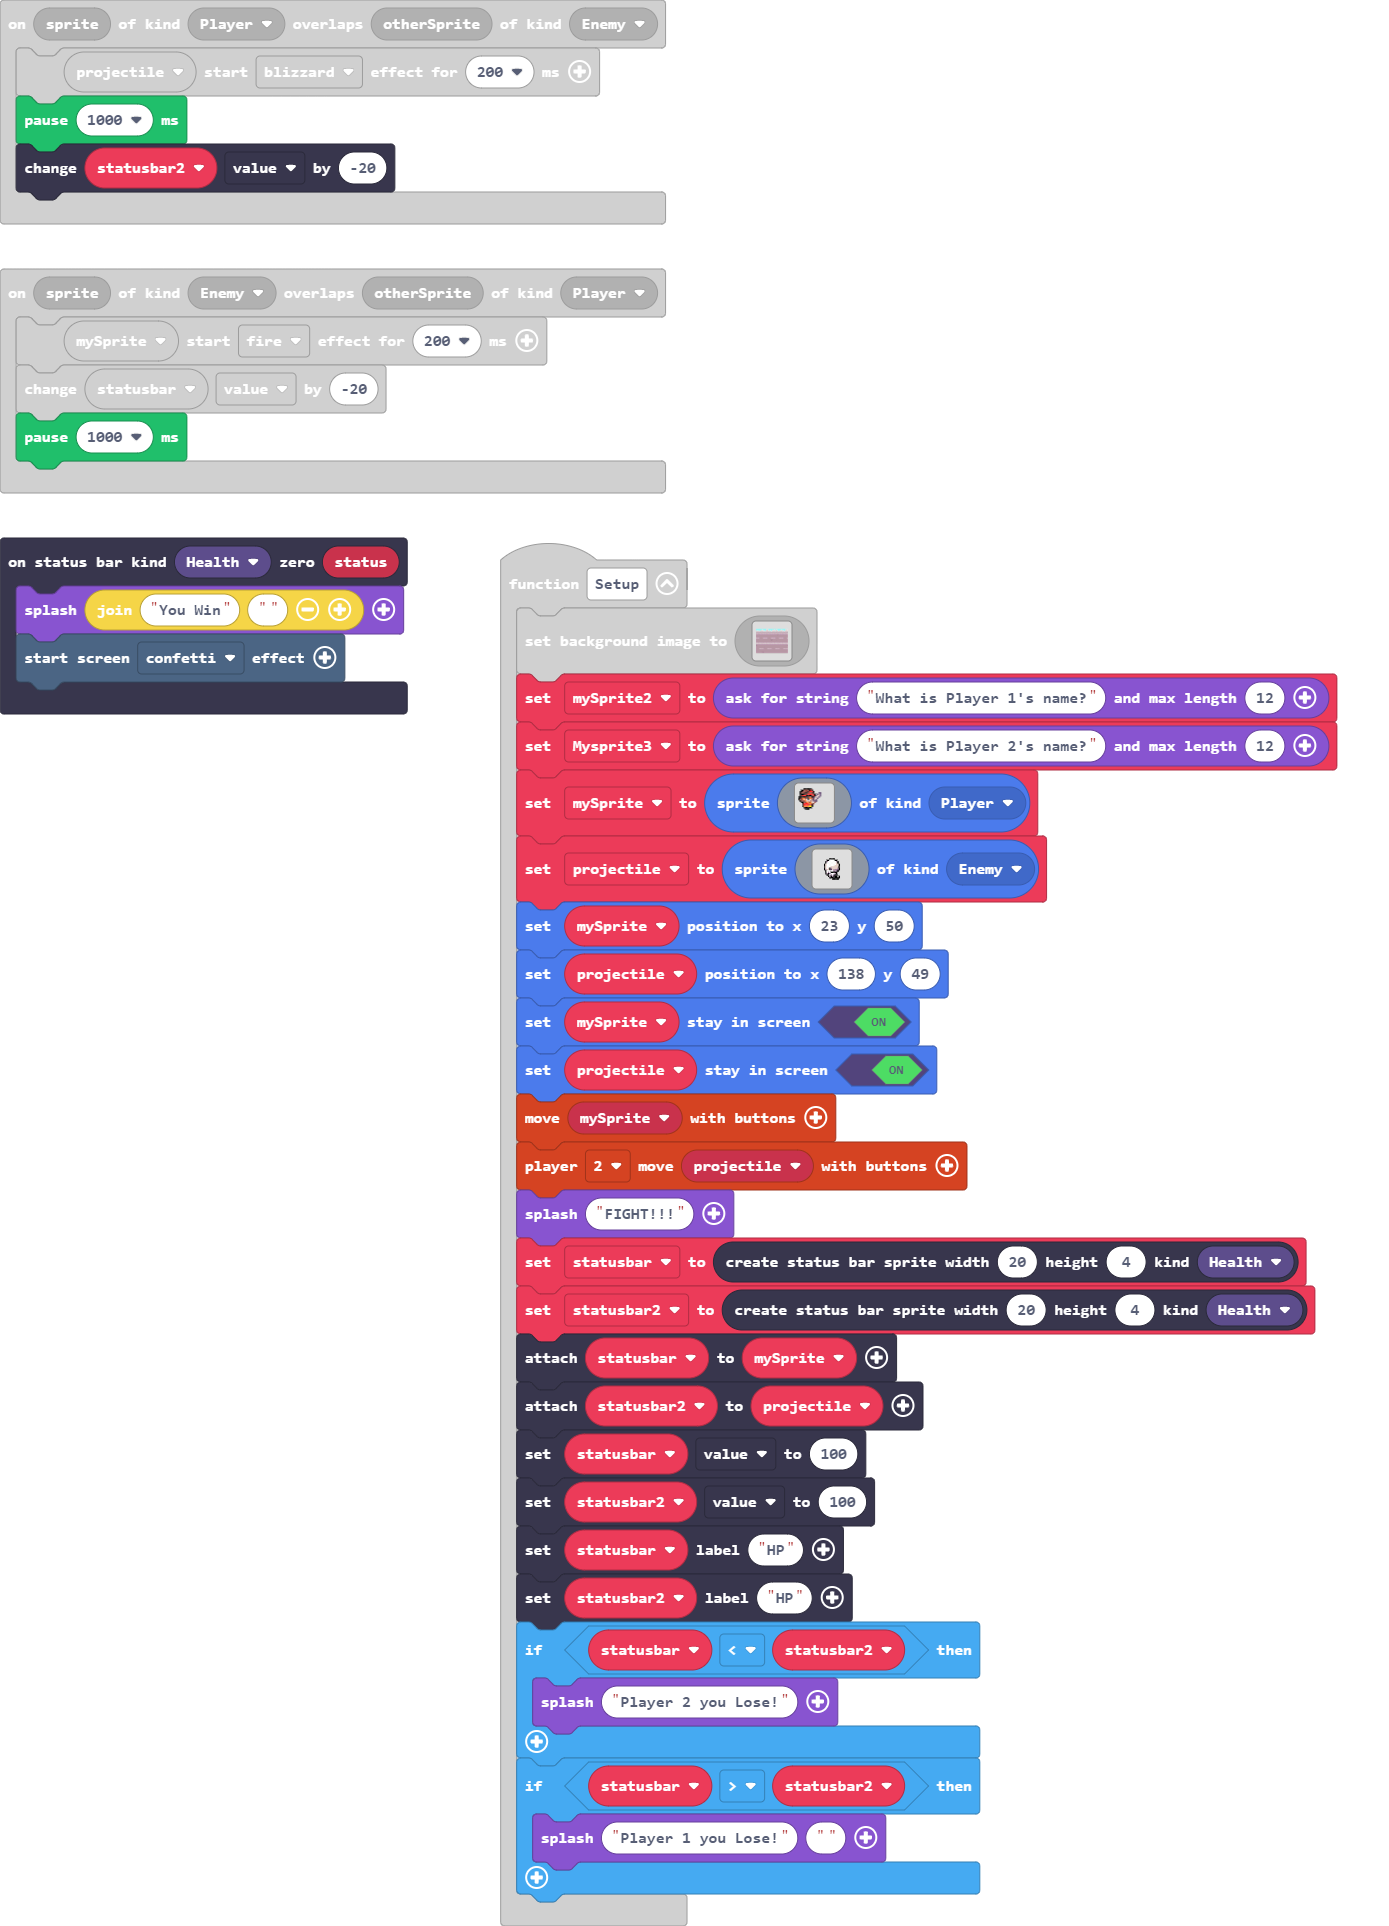 on sprite of kind Player overlaps otherSprite of kind Enemy
projectile start blizzard effect for 200 ms
pause 1000 ms
change statusbar2 value by -20
on sprite of kind Enemy overlaps otherSprite of kind Player
mySprite start fire effect for 200 ms
change statusbar value by -20
pause 1000 ms
on status bar kind Health zero status
splash join "You Win" " "
start screen confetti effect
function Setup
set background image to
set mySprite2 to ask for string "What is Player 1's name?" and max length 12
set Mysprite3 to ask for string "What is Player 2's name?" and max length 12
set mySprite to sprite of kind Player
set projectile to sprite of kind Enemy
set mySprite position to x 23 y 50
set projectile position to x 138 y 49
set mySprite stay in screen ON
set projectile stay in screen ON
move mySprite with buttons
player 2 move projectile with buttons
splash "FIGHT!!!"
set statusbar to create status bar sprite width 20 height 4 kind Health
set statusbar2 to create status bar sprite width 20 height 4 kind Health
attach statusbar to mySprite
attach statusbar2 to projectile
set statusbar value to 100
set statusbar2 value to 100
set statusbar label "HP"
set statusbar2 label "HP"
if statusbar < statusbar2 then
splash "Player 2 you Lose!"
if statusbar > statusbar2 then
splash "Player 1 you Lose!" " "